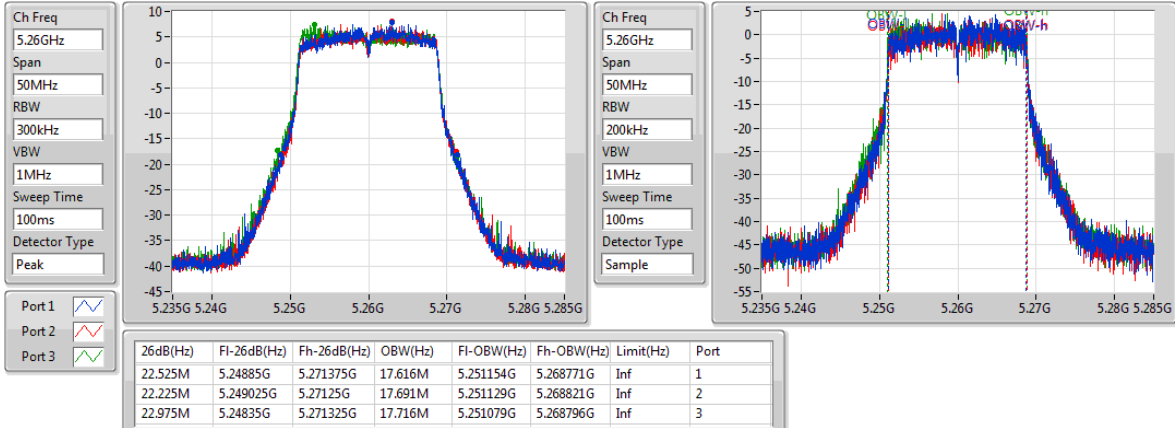 Ch Freq
5.26GHz
Span
50MHz
RBW
300kHz
VBW
1MHz
Sweep Time
100ms
Detector Type
Peak
Port 1
Port 2
Port 3
10
5
0
-5
-10
-15
-20
-25
-30
-35
-40
-45
5.235G 5.24G 5.25G 5.26G 5.27G 5.28G 5.285G
Ch Freq
5.26GHz
Span
50MHz
RBW
200kHz
VBW
1MHz
Sweep Time
100ms
Detector Type
Sample
5
0
-5
-10
-15
-20
-25
-30
-35
-40
-45
-50
-55
OBW-h
5.235G 5.24G 5.25G 5.26G 5.27G 5.28G 5.285G
26dB(Hz) Fl-26dB(Hz) Fh-26dB(Hz) OBW(Hz) Fl-OBW(Hz) Fh-OBW(Hz) Limit(Hz) Port
22.525M 5.24885G 5.271375G 17.616M 5.251154G 5.268771G Inf 1
22.225M 5.249025G 5.27125G 17.691M 5.251129G 5.268821G Inf 2
22.975M 5.24835G 5.271325G 17.716M 5.251079G 5.268796G Inf 3